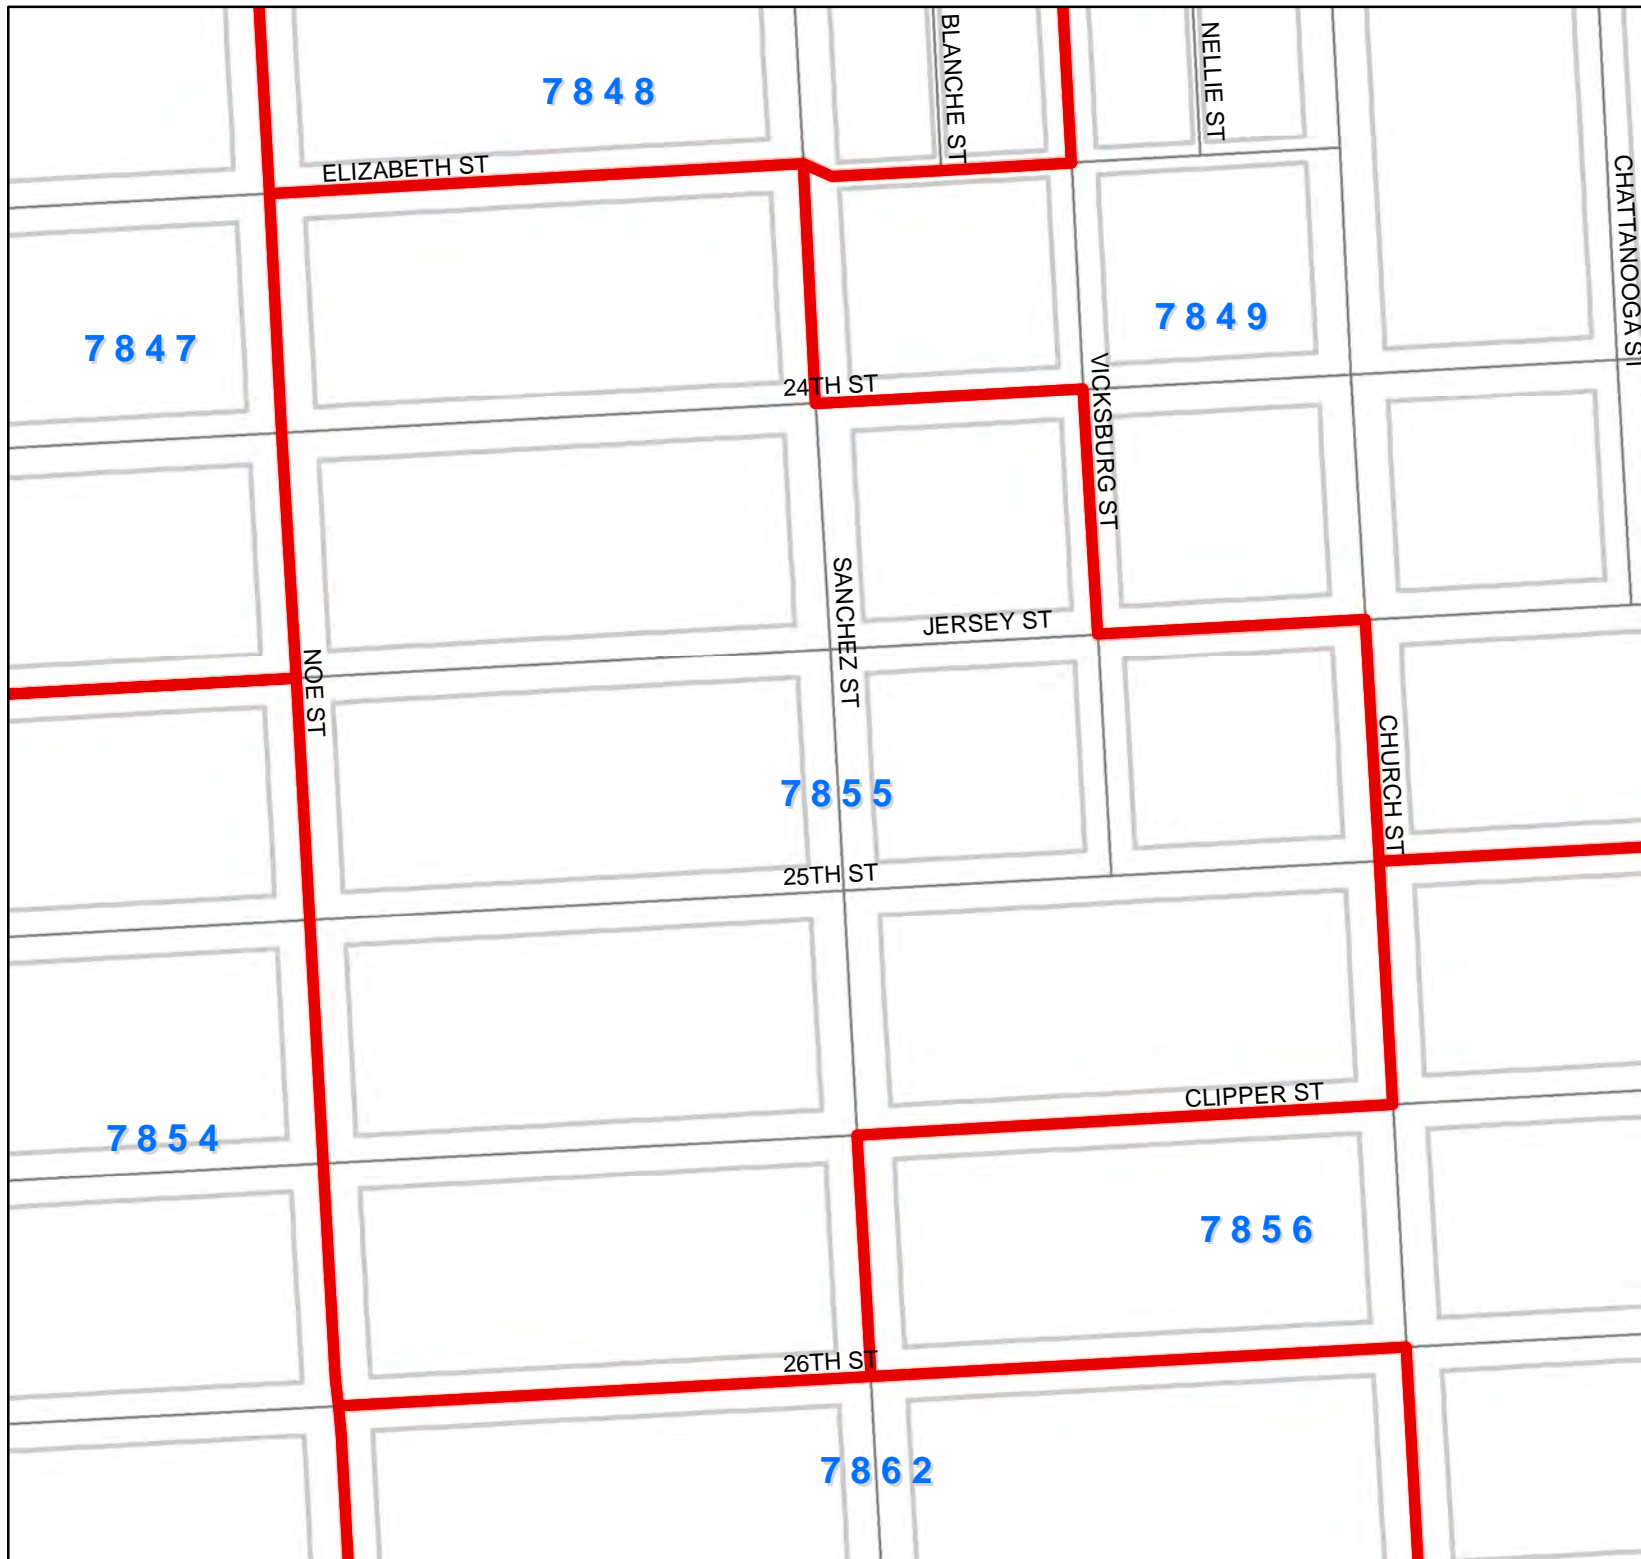 BLANCHE ST
NELLIE ST
7848
ELIZABETH ST
CHATTANOOGA ST
7849
7847
24TH ST
VICKSBURG ST
SANCHEZ ST
JERSEY ST
NOE ST
CHURCH ST
7855
25TH ST
CLIPPER ST
7854
7856
26TH ST
7862